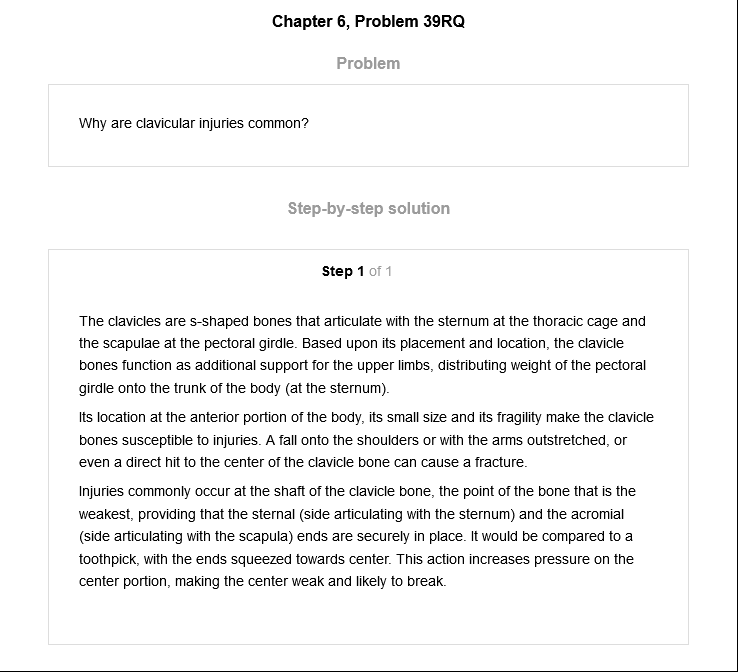 Chapter 6, Problem 39RQ
Problem
Why are clavicular injuries common?
Step-by-step solution
Step 1 of 1
The clavicles are s-shaped bones that articulate with the sternum at the thoracic cage and
the scapulae at the pectoral girdle. Based upon its placement and location, the clavicle
bones function as additional support for the upper limbs, distributing weight of the pectoral
girdle onto the trunk of the body (at the sternum).
Its location at the anterior portion of the body, its small size and its fragility make the clavicle
bones susceptible to injuries. A fall onto the shoulders or with the arms outstretched, or
even a direct hit to the center of the clavicle bone can cause a fracture.
Injuries commonly occur at the shaft of the clavicle bone, the point of the bone that is the
weakest, providing that the sternal (side articulating with the sternum) and the acromial
(side articulating with the scapula) ends are securely in place. It would be compared to a
toothpick, with the ends squeezed towards center. This action increases pressure on the
center portion, making the center weak and likely to break.